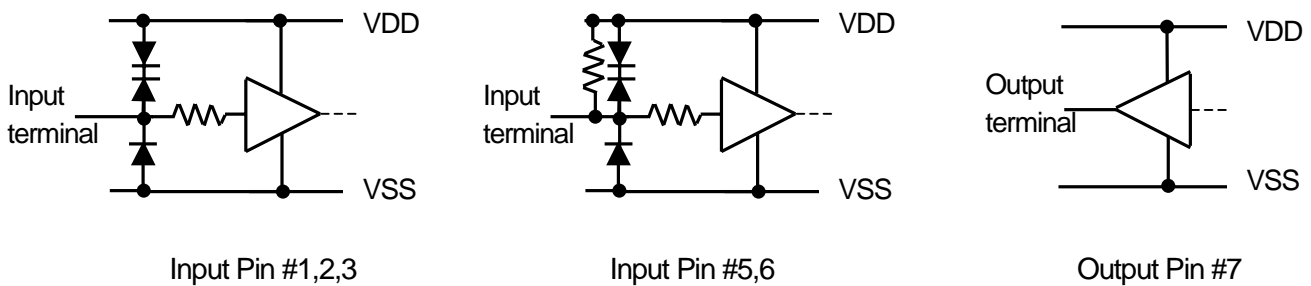 VDD
Input
terminal
VSS
Input Pin #1,2,3
VDD
Input
terminal
VSS
Input Pin #5,6
VDD
Output
terminal
VSS
Output Pin #7